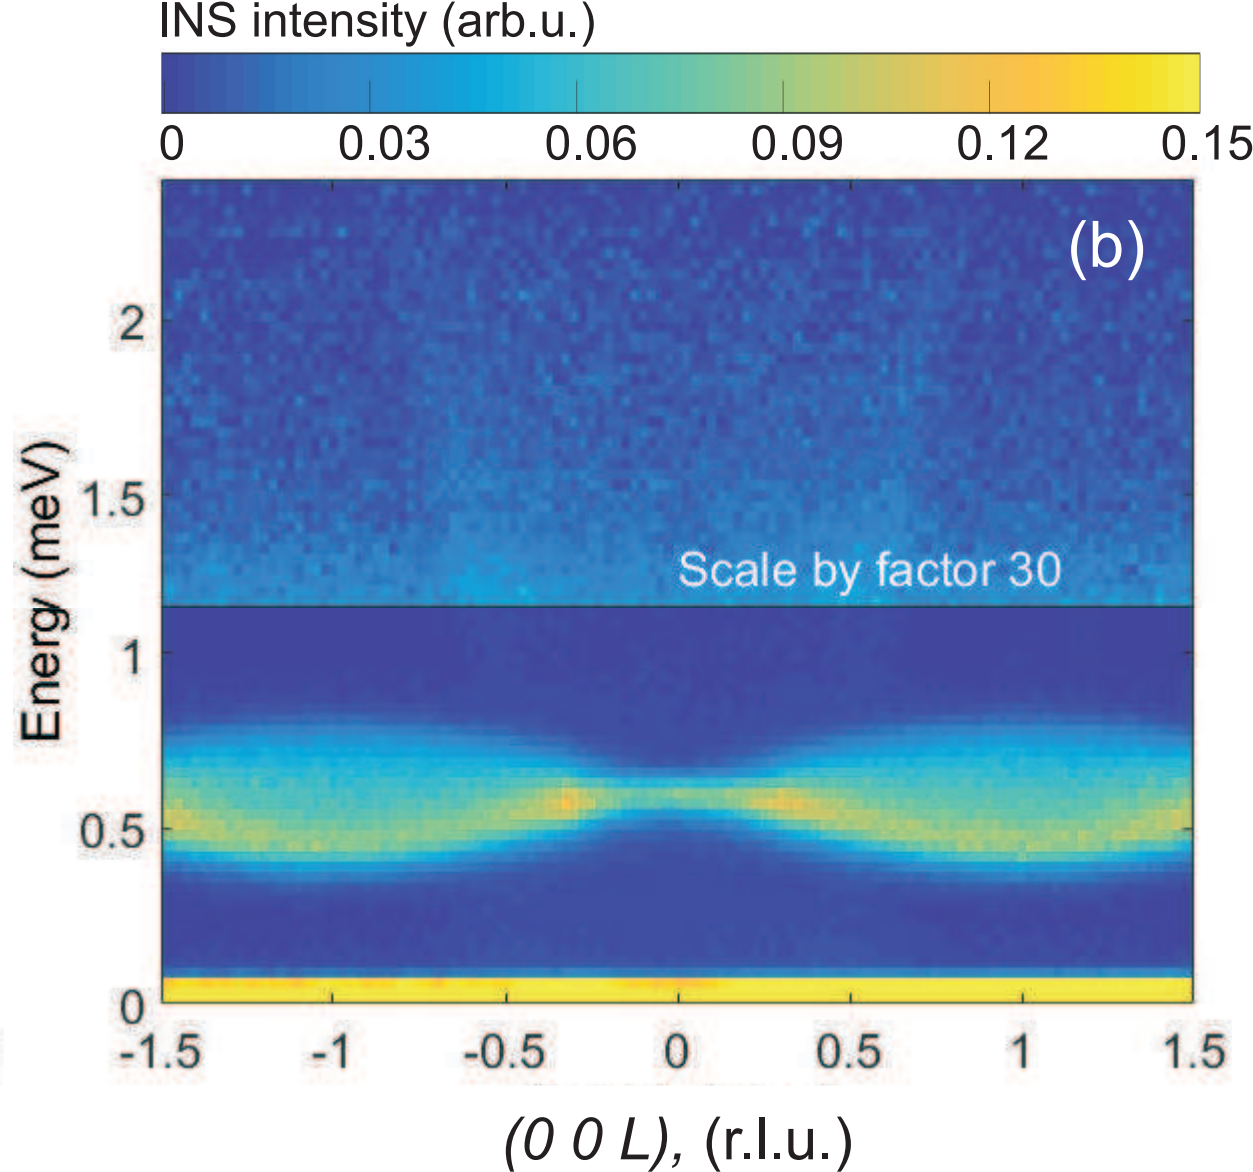 INS intensity (arb.u.)
0 0.03 0.06 0.09 0.12 0.15
(b)
2
1.5
Scale by factor 30
1
0.5
0
Energy (meV)
-1.5 -1 -0.5 0 0.5 1 1.5
(0 0 L), (r.l.u.)